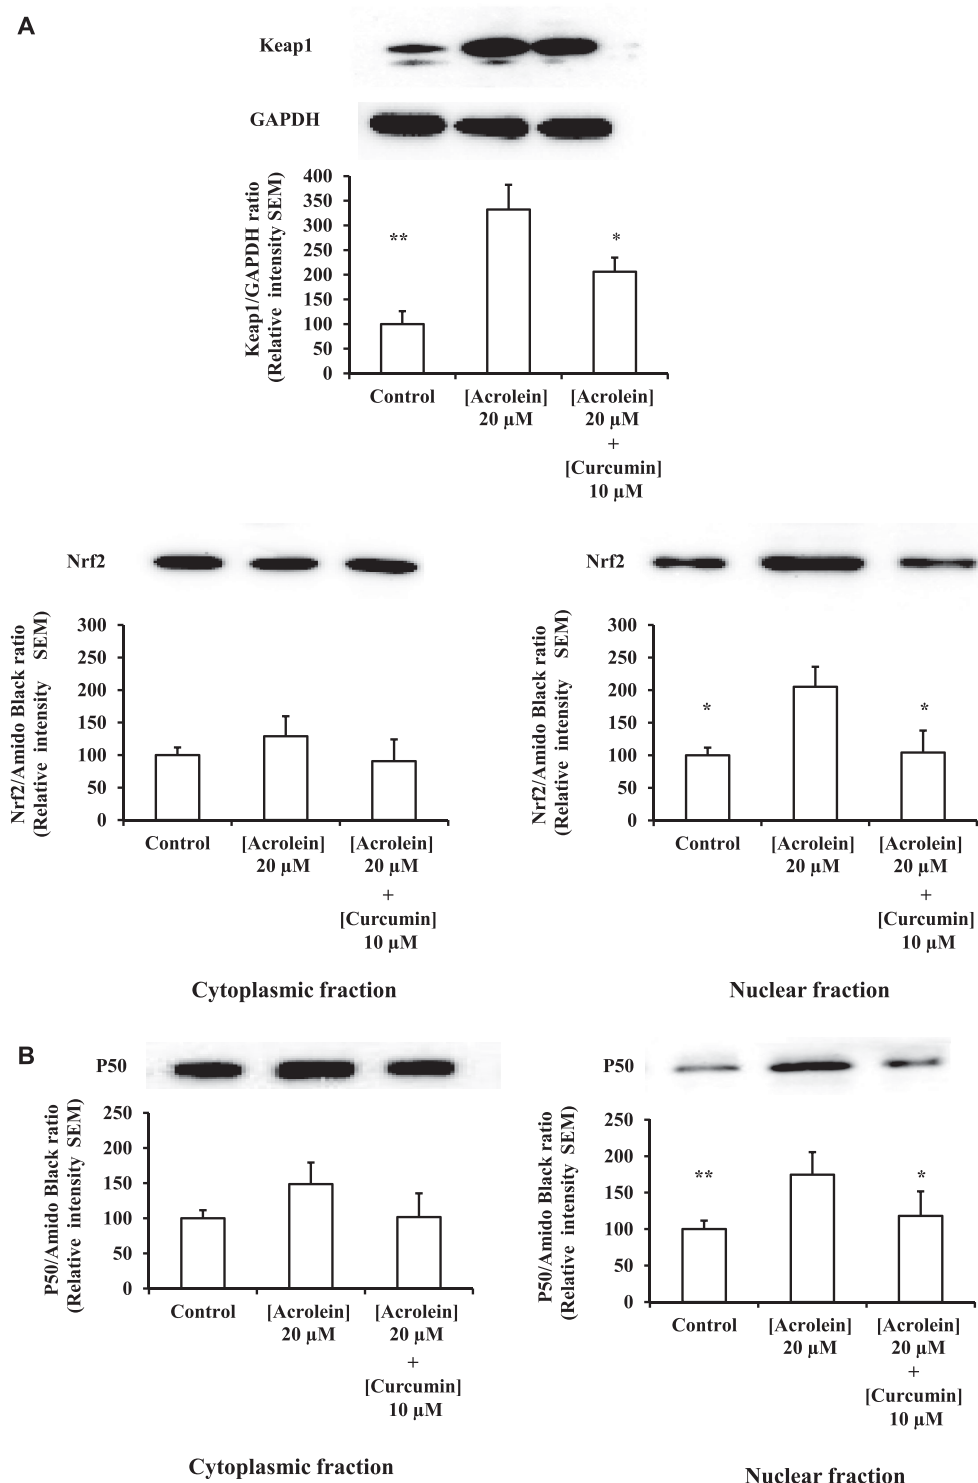 A
Keap1
GAPDH
Keap1/GAPDH ratio
(Relative intensity SEM)
400
350
300
250
200
150
100
50
0
**
*
Control
[Acrolein]
20 µM
[Acrolein]
20 µM
+
[Curcumin]
10 µM
Nrf2
Nrf2/Amido Black ratio
(Relative intensity SEM)
300
250
200
150
100
50
0
Control
[Acrolein]
20 µM
[Acrolein]
20 µM
+
[Curcumin]
10 µM
Cytoplasmic fraction
Nrf2
Nrf2/Amido Black ratio
(Relative intensity SEM)
300
250
200
150
100
50
0
*
*
Control
[Acrolein]
20 µM
[Acrolein]
20 µM
+
[Curcumin]
10 µM
Nuclear fraction
B
P50
P50/Amido Black ratio
(Relative intensity SEM)
250
200
150
100
50
0
Control
[Acrolein]
20 µM
[Acrolein]
20 µM
+
[Curcumin]
10 µM
Cytoplasmic fraction
P50
P50/Amido Black ratio
(Relative intensity SEM)
250
200
150
100
50
0
**
*
Control
[Acrolein]
20 µM
[Acrolein]
20 µM
+
[Curcumin]
10 µM
Nuclear fraction